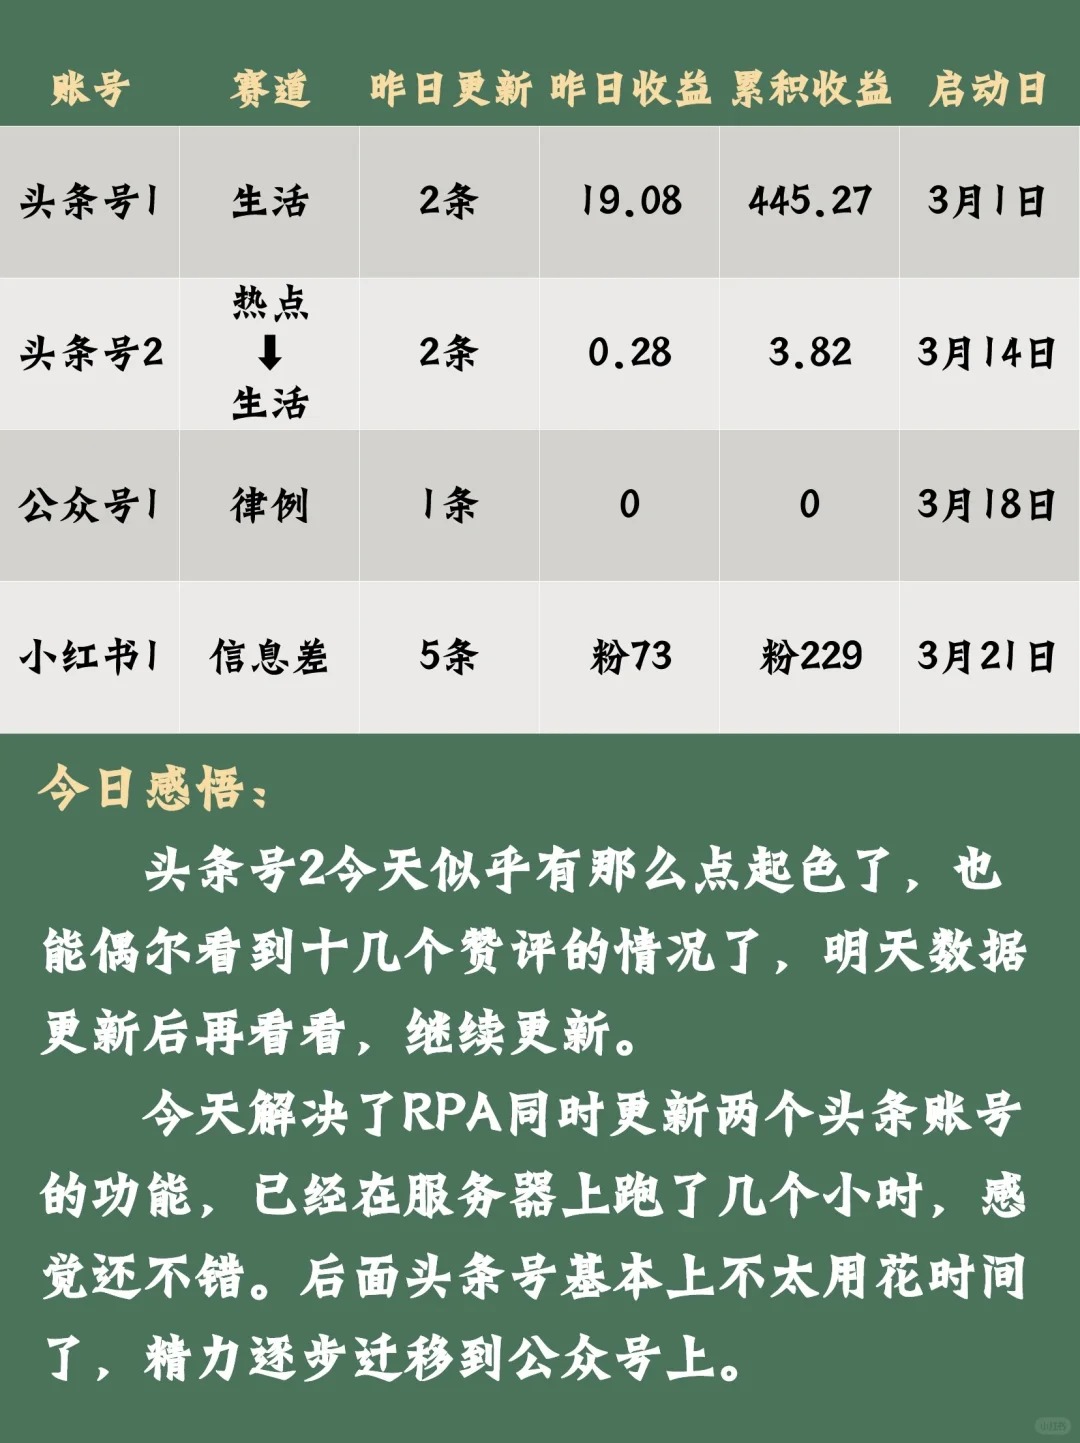 账号 赛道 昨日更新 昨日收益 累积收益 启动日
头条号1 生活 2条 19.08 445.27 3月1日
头条号2 热点 ⬇ 生活 2条 0.28 3.82 3月14日
公众号1 律例 1条 0 0 3月18日
小红书1 信息差 5条 粉73 粉229 3月21日
今日感悟：
头条号2今天似乎有那么点起色了，也
能偶尔看到十几个赞评的情况了，明天数据
更新后再看看，继续更新。
今天解决了RPA同时更新两个头条账号
的功能，已经在服务器上跑了几个小时，感
觉还不错。后面头条号基本上不太用花时间
了，精力逐步迁移到公众号上。
小红书